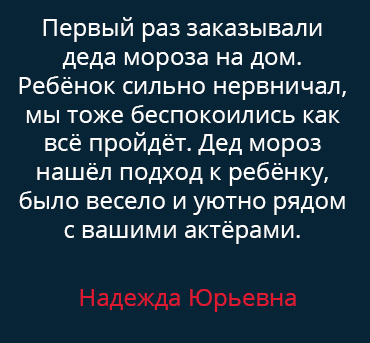 Первый раз заказывали
деда мороза на дом.
Ребёнок сильно нервничал,
мы тоже беспокоились как
всё пройдёт. Дед мороз
нашёл подход к ребёнку,
было весело и уютно рядом
с вашими актёрами.
Надежда Юрьевна